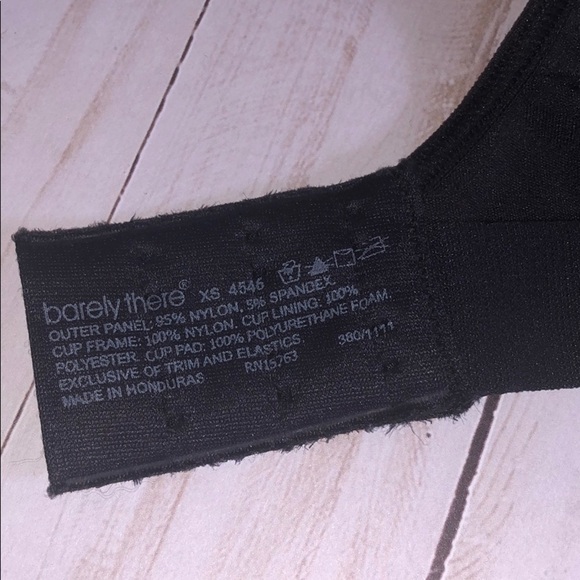 barely there® XS 4546
OUTER PANEL: 95% NYLON, 5% SPANDEX.
CUP FRAME: 100% NYLON. CUP LINING: 100%
POLYESTER. CUP PAD: 100% POLYURETHANE FOAM.
EXCLUSIVE OF TRIM AND ELASTICS. 380/1111
MADE IN HONDURAS RN15763